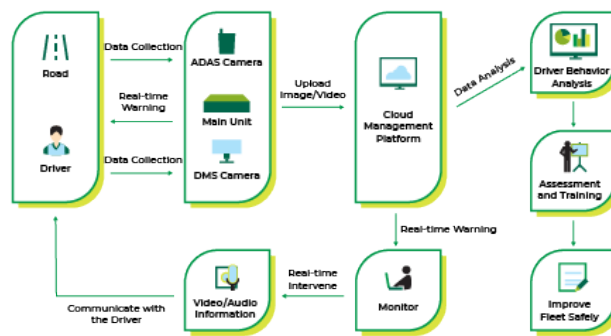 Road
Driver
Data Collection
Real-time
Warning
Data Collection
ADAS Camera
Main Unit
DMS Camera
Upload
Image/Video
Cloud
Management
Platform
Data Analysis
Driver Behavior
Analysis
Assessment
and Training
Improve
Fleet Safely
Real-time Warning
Monitor
Real-time
Intervene
Video/Audio
Information
Communicate with
the Driver